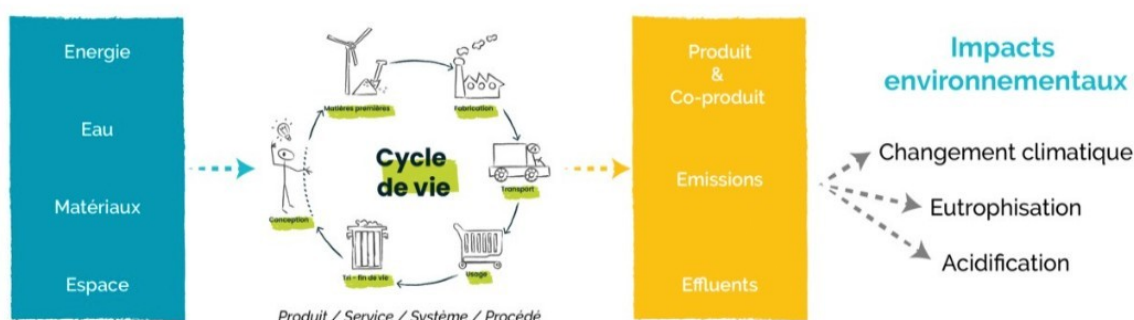 Energie
Eau
Matériaux
Espace
Matières premières
Fabrication
Transport
Usage
Tri - fin de vie
Conception
Cycle
de vie
Produit / Service / Système / Procédé
Produit
&
Co-produit
Emissions
Effluents
Impacts
environnementaux
Changement climatique
Eutrophisation
Acidification